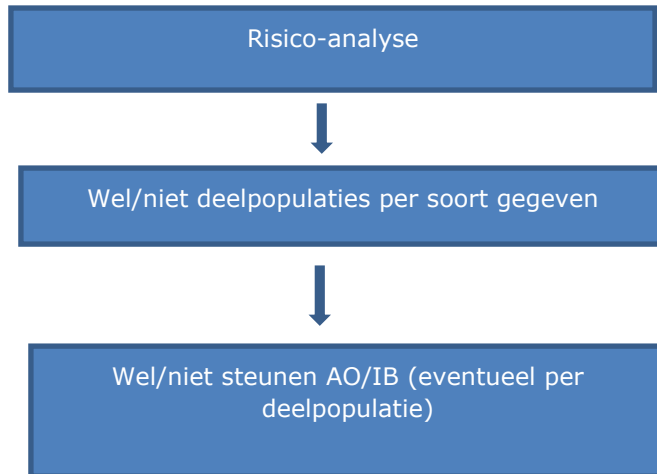 Risico-analyse
Wel/niet deelpopulaties per soort gegeven
Wel/niet steunen AO/IB (eventueel per
deelpopulatie)